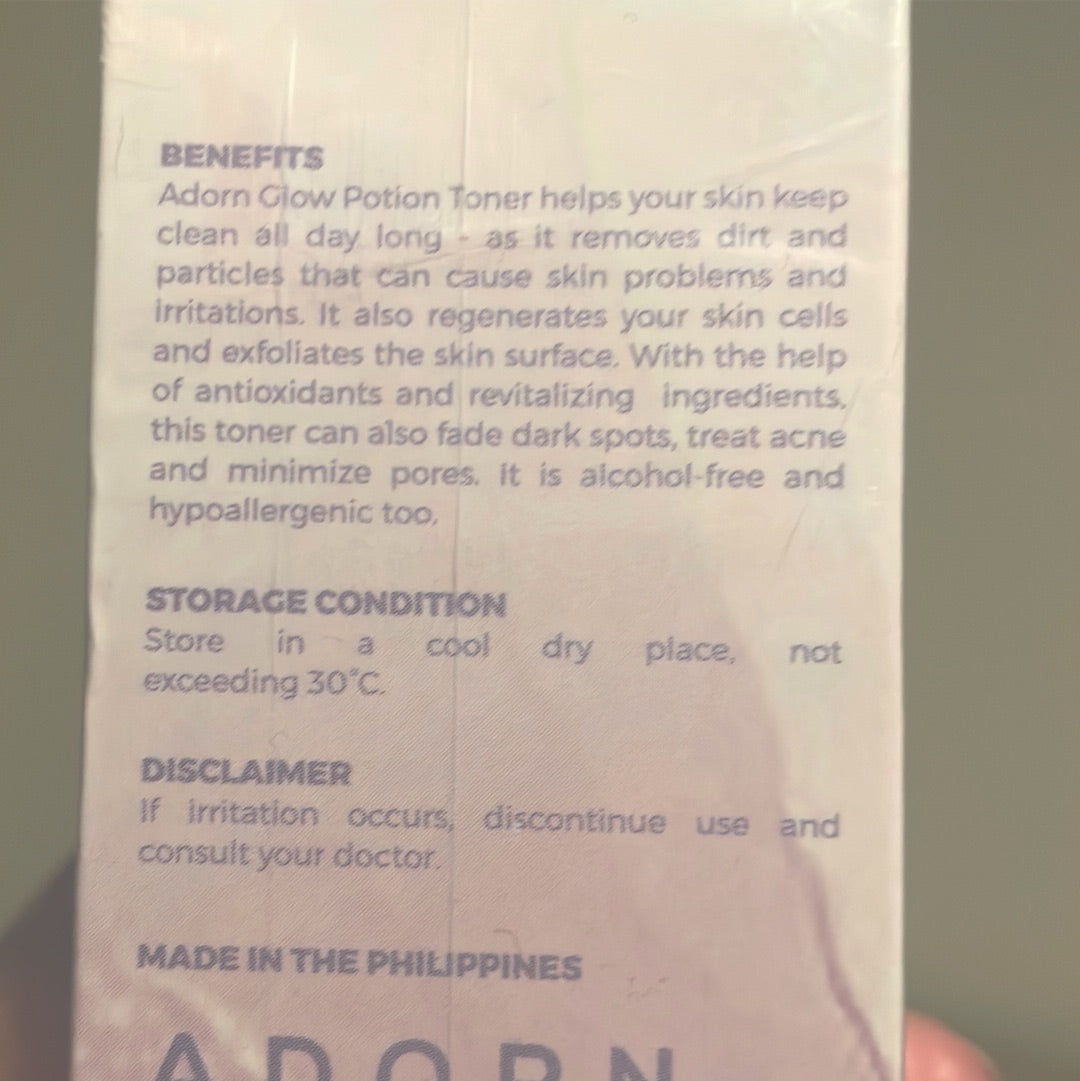 BENEFITS
Adorn Glow Potion Toner helps your skin keep
clean all day long - as it removes dirt and
particles that can cause skin problems and
irritations. It also regenerates your skin cells
and exfoliates the skin surface. With the help
of antioxidants and revitalizing ingredients,
this toner can also fade dark spots, treat acne
and minimize pores. It is alcohol-free and
hypoallergenic too.
STORAGE CONDITION
Store in a cool dry place, not
exceeding 30°C.
DISCLAIMER
If irritation occurs, discontinue use and
consult your doctor.
MADE IN THE PHILIPPINES
ADORN